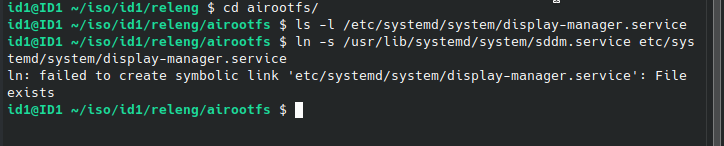 id1@ID1 ~/iso/id1/releng $ cd airootfs/
id1@ID1 ~/iso/id1/releng/airootfs $ ls -l /etc/systemd/system/display-manager.service
id1@ID1 ~/iso/id1/releng/airootfs $ ln -s /usr/lib/systemd/system/sddm.service etc/sys
temd/system/display-manager.service
ln: failed to create symbolic link 'etc/systemd/system/display-manager.service': File
exists
id1@ID1 ~/iso/id1/releng/airootfs $